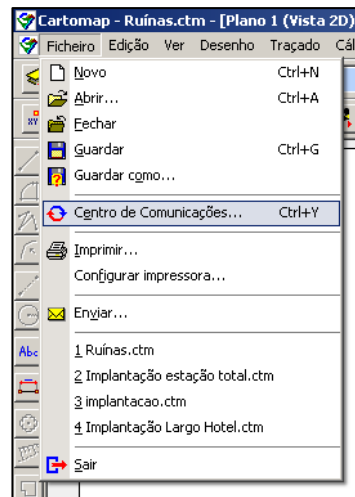 Cartomap - Ruínas.ctm - [Plano 1 (Vista 2D)
Ficheiro Edição Ver Desenho Traçado
Novo Ctrl+N
Abrir... Ctrl+A
Fechar
Guardar Ctrl+G
Guardar como...
Centro de Comunicações... Ctrl+Y
Imprimir...
Configurar impressora...
Enviar...
Abc
1 Ruínas.ctm
2 Implantação estação total.ctm
3 implantacao.ctm
4 Implantação Largo Hotel.ctm
Sair